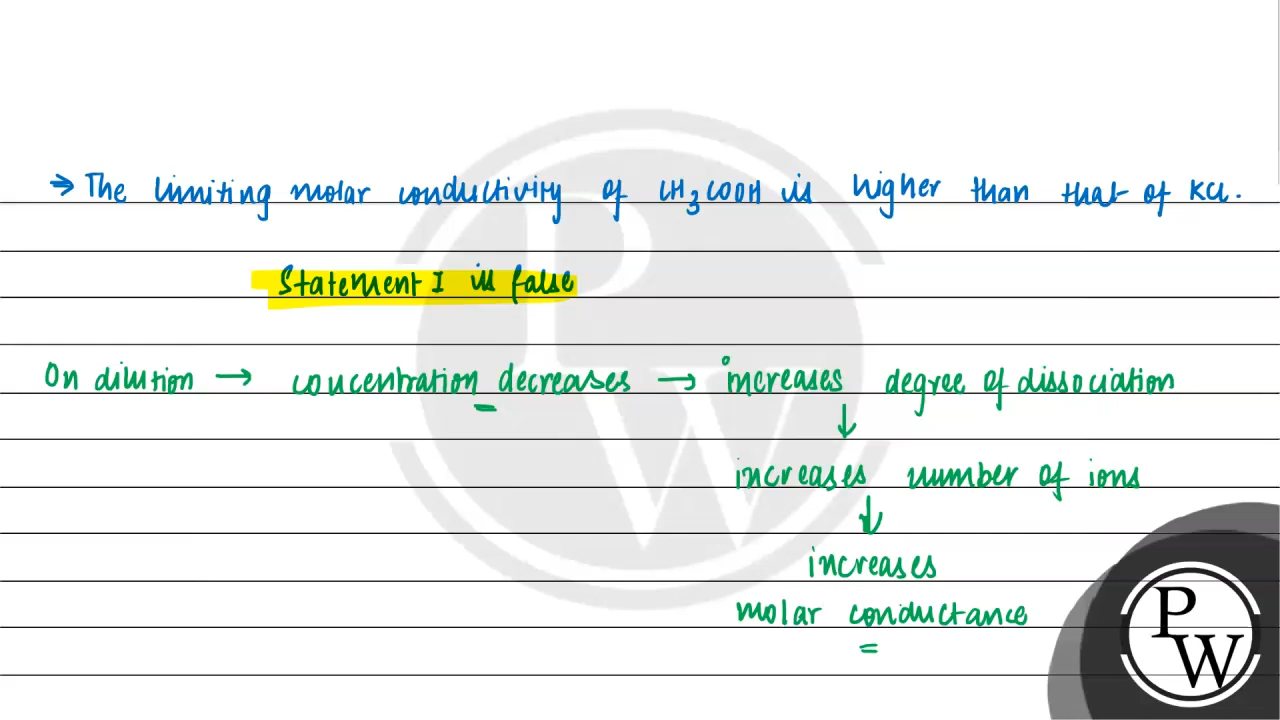 → The limiting molar conductivity of CH₃COOH is higher than that of KCl.
Statement I is false
On dilution → concentration decreases → increases degree of dissociation
↓
increases number of ions
↓
increases
molar conductance
P
W
P
W